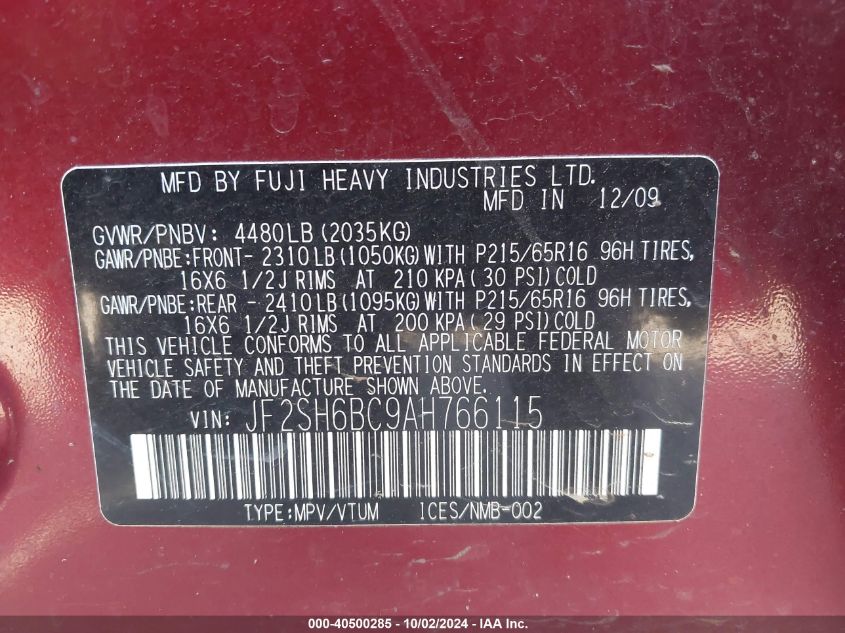 MFD BY FUJI HEAVY INDUSTRIES LTD.
MFD IN 12/09
GVWR/PNBV: 4480LB(2035KG)
GAWR/PNBE:FRONT- 2310LB(1050KG)WITH P215/65R16 96H TIRES,
16X6 1/2J RIMS AT 210 KPA(30 PSI)COLD
GAWR/PNBE:REAR - 2410LB(1095KG)WITH P215/65R16 96H TIRES,
16X6 1/2J RIMS AT 200 KPA(29 PSI)COLD
THIS VEHICLE CONFORMS TO ALL APPLICABLE FEDERAL MOTOR
VEHICLE SAFETY AND THEFT PREVENTION STANDARDS IN EFFECT ON
THE DATE OF MANUFACTURE SHOWN ABOVE.
VIN: JF2SH6BC9AH766115
TYPE:MPV/VTUM ICES/NMB-002
000-40500285 - 10/02/2024 - IAA Inc.